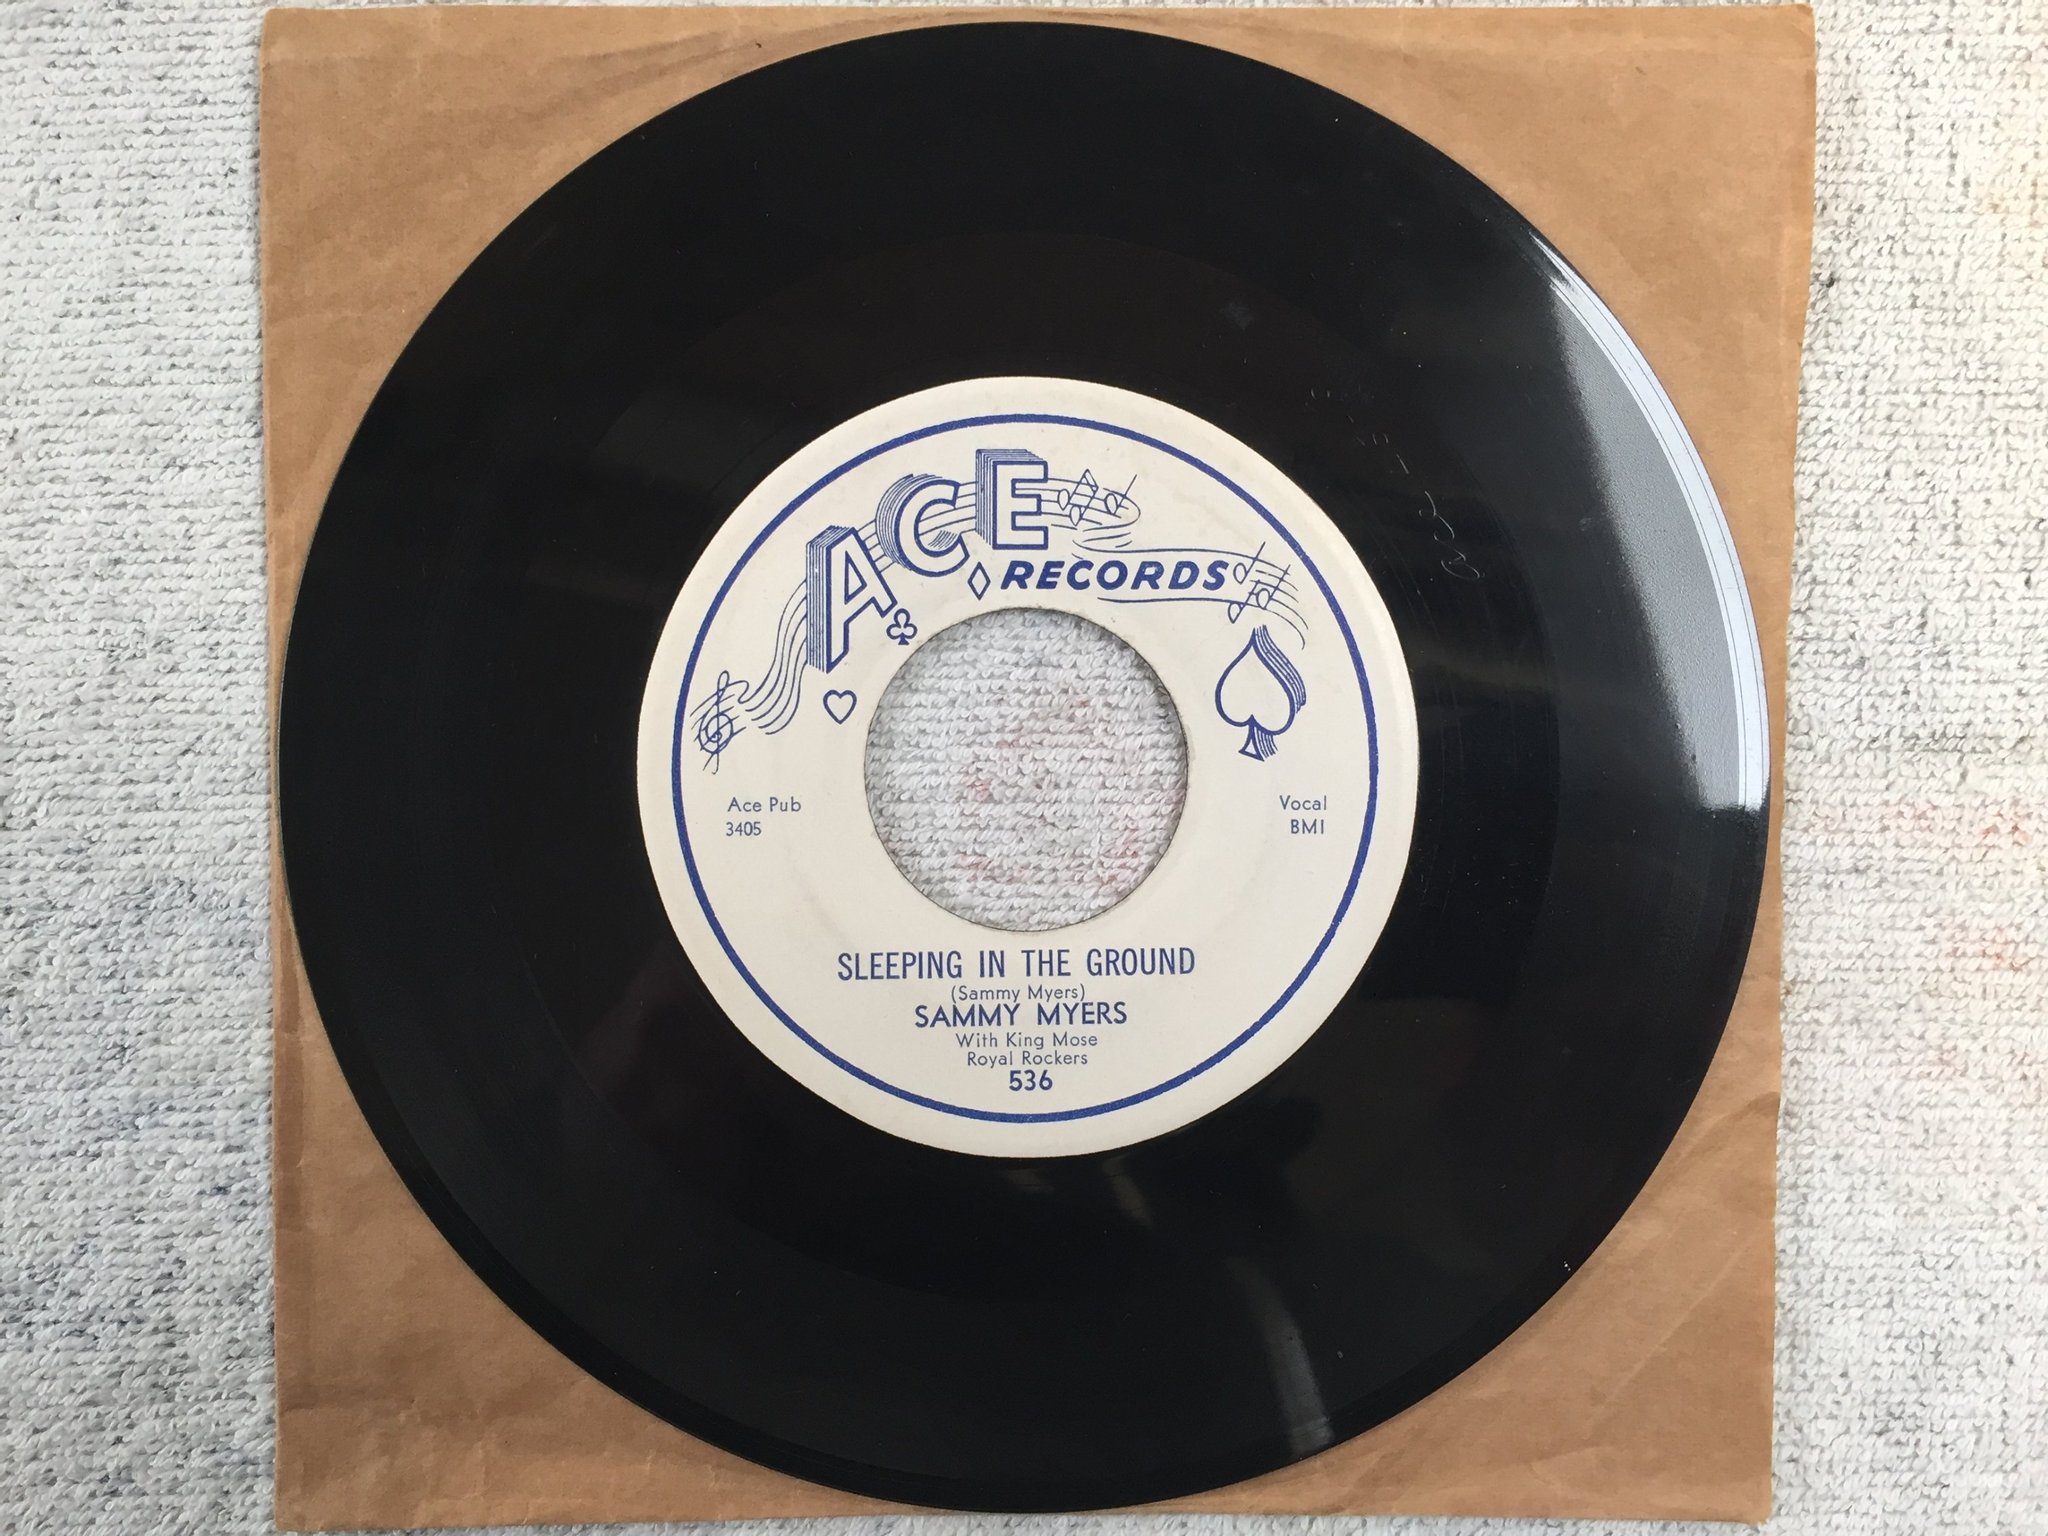 ACE
RECORDS
Ace Pub
3405
Vocal
BMI
SLEEPING IN THE GROUND
(Sammy Myers)
SAMMY MYERS
With King Mose
Royal Rockers
536